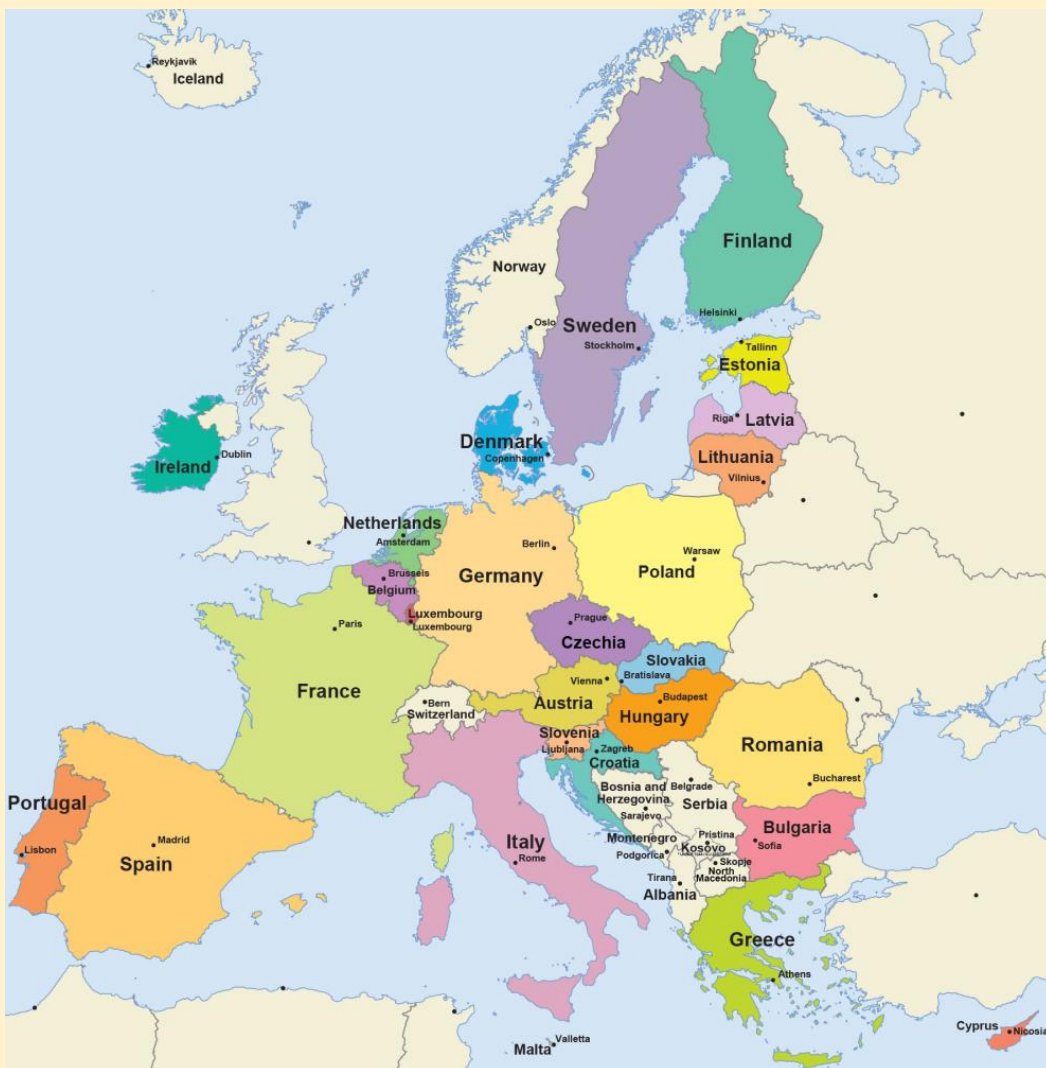 Reykjavik
Iceland
Finland
Norway
Helsinki
Oslo
Sweden
Stockholm
Tallinn
Estonia
Riga
Latvia
Denmark
Copenhagen
Lithuania
Vilnius
Dublin
Ireland
Netherlands
Amsterdam
Berlin
Warsaw
Poland
Brussels
Belgium
Germany
Luxembourg
Luxembourg
Paris
Prague
Czechia
Slovakia
Bratislava
Vienna
France
Austria
Budapest
Hungary
Bern
Switzerland
Slovenia
Ljubljana
Zagreb
Croatia
Romania
Bucharest
Bosnia and
Herzegovina
Sarajevo
Belgrade
Serbia
Portugal
Lisbon
Madrid
Spain
Italy
Rome
Montenegro
Podgorica
Pristina
Kosovo
Bulgaria
Sofia
Skopje
North
Macedonia
Tirana
Albania
Greece
Athens
Malta
Valletta
Cyprus
Nicosia